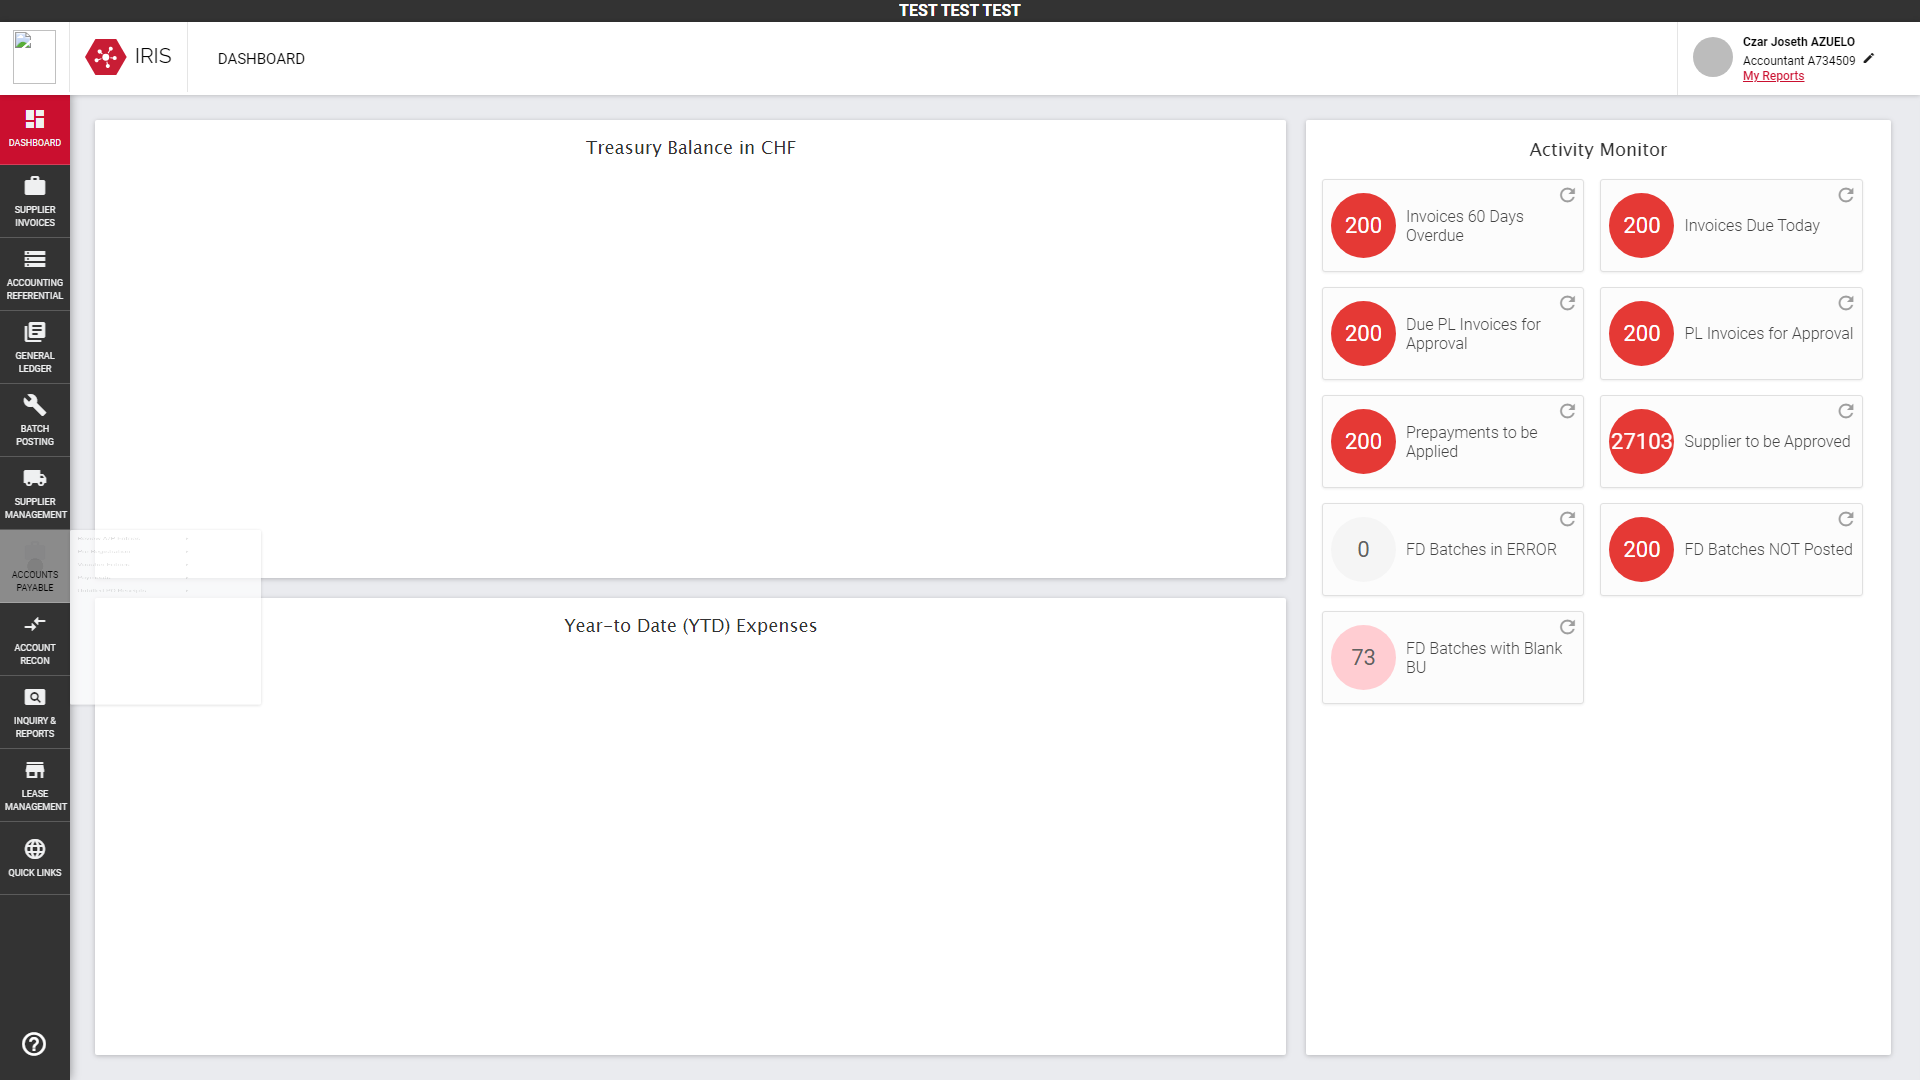 TEST TEST TEST
IRIS
DASHBOARD
Czar Joseth AZUELO
Accountant A734509
My Reports
DASHBOARD
SUPPLIER
INVOICES
ACCOUNTING
REFERENTIAL
GENERAL
LEDGER
BATCH
POSTING
SUPPLIER
MANAGEMENT
ACCOUNTS
PAYABLE
ACCOUNT
RECON
INQUIRY &
REPORTS
LEASE
MANAGEMENT
QUICK LINKS
Treasury Balance in CHF
Year-to Date (YTD) Expenses
Activity Monitor
200
Invoices 60 Days
Overdue
200
Invoices Due Today
200
Due PL Invoices for
Approval
200
PL Invoices for Approval
200
Prepayments to be
Applied
27103
Supplier to be Approved
0
FD Batches in ERROR
200
FD Batches NOT Posted
73
FD Batches with Blank
BU